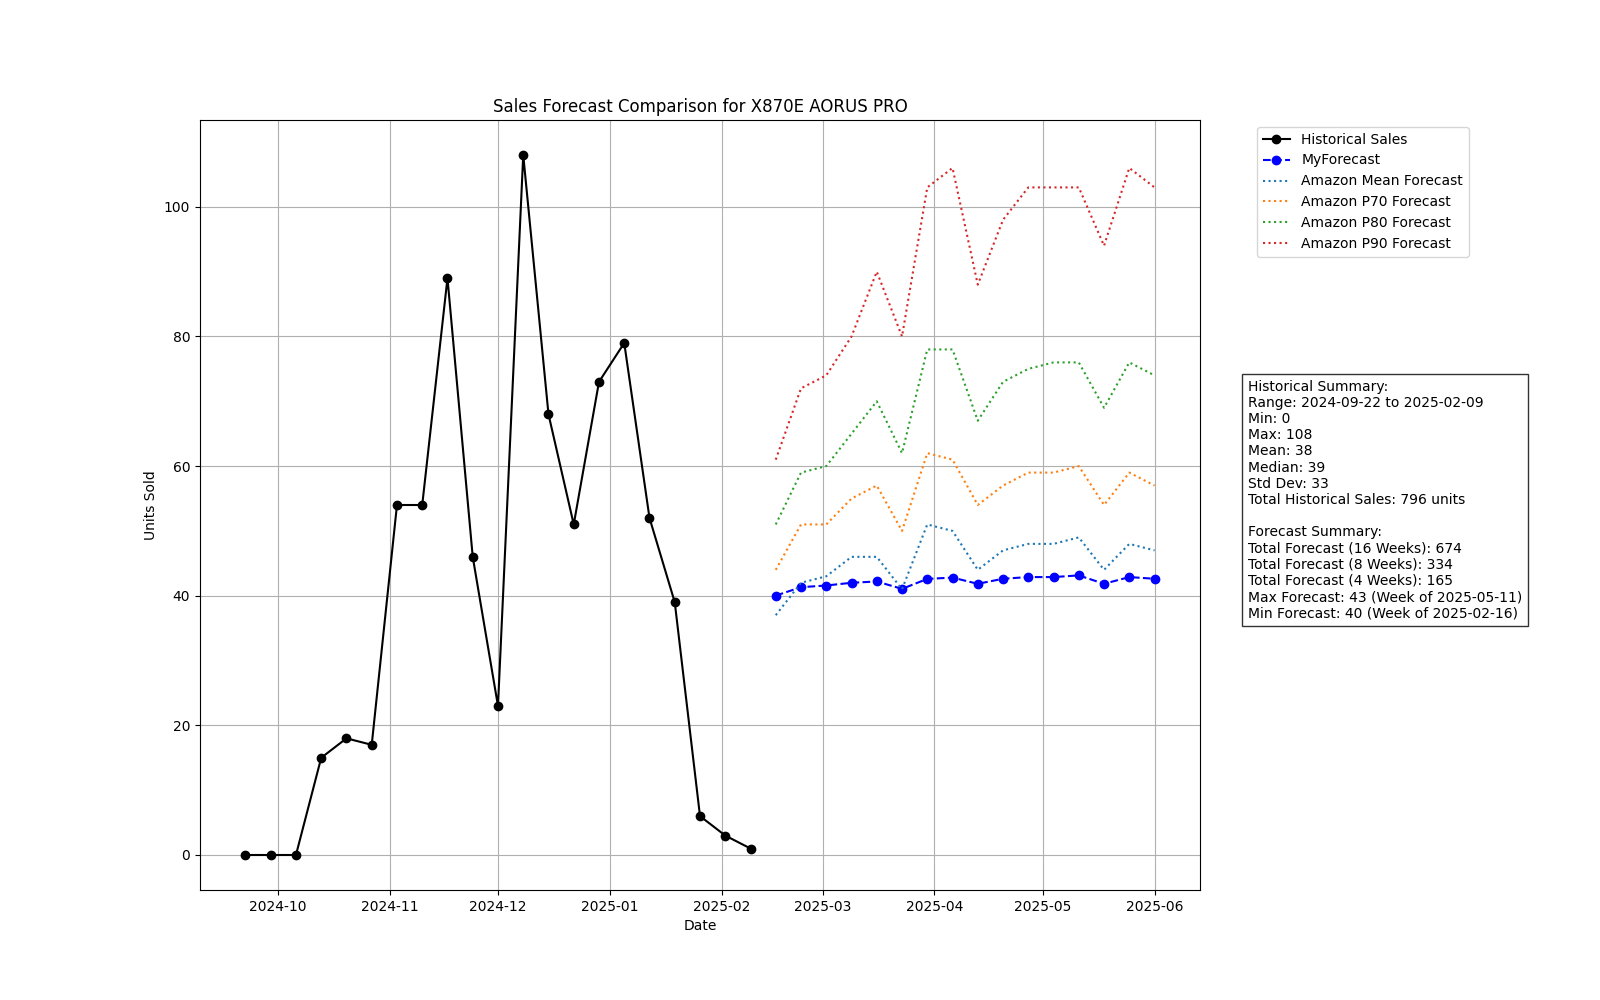 Sales Forecast Comparison for X870E AORUS PRO
Historical Sales
MyForecast
Amazon Mean Forecast
Amazon P70 Forecast
Amazon P80 Forecast
Amazon P90 Forecast
100
80
60
40
20
0
Units Sold
2024-10
2024-11
2024-12
2025-01
2025-02
2025-03
2025-04
2025-05
2025-06
Date
Historical Summary:
Range: 2024-09-22 to 2025-02-09
Min: 0
Max: 108
Mean: 38
Median: 39
Std Dev: 33
Total Historical Sales: 796 units
Forecast Summary:
Total Forecast (16 Weeks): 674
Total Forecast (8 Weeks): 334
Total Forecast (4 Weeks): 165
Max Forecast: 43 (Week of 2025-05-11)
Min Forecast: 40 (Week of 2025-02-16)